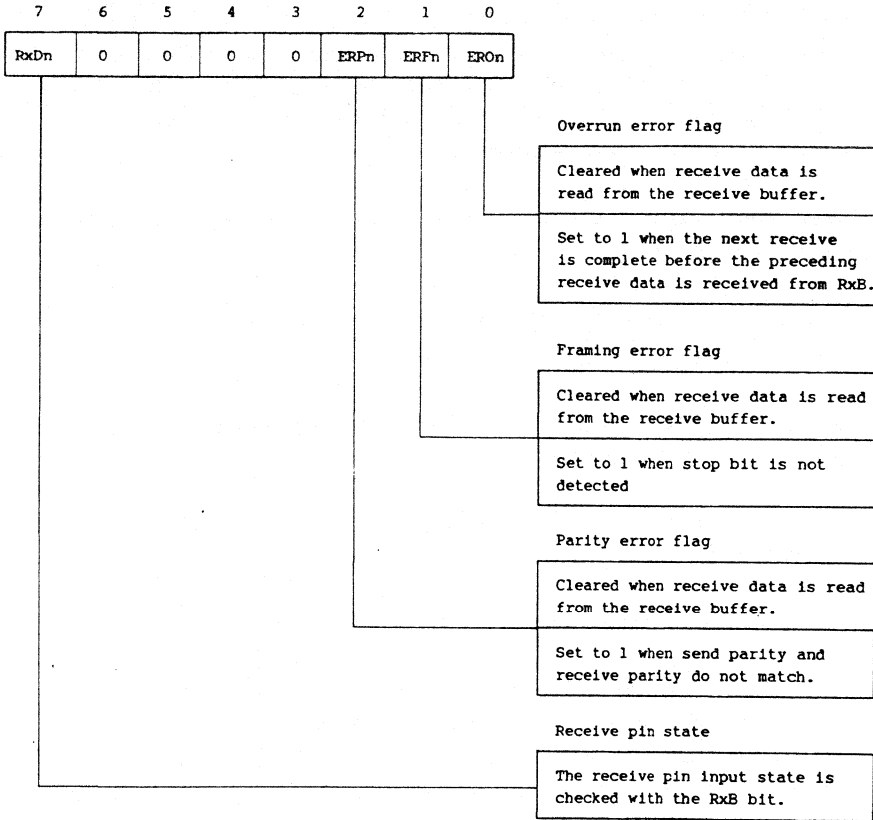 7 6 5 4 3 2 1 0
RxDn 0 0 0 0 ERPn ERFn EROn
Overrun error flag
Cleared when receive data is
read from the receive buffer.
Set to 1 when the next receive
is complete before the preceding
receive data is received from RxB.
Framing error flag
Cleared when receive data is read
from the receive buffer.
Set to 1 when stop bit is not
detected
Parity error flag
Cleared when receive data is read
from the receive buffer.
Set to 1 when send parity and
receive parity do not match.
Receive pin state
The receive pin input state is
checked with the RxB bit.